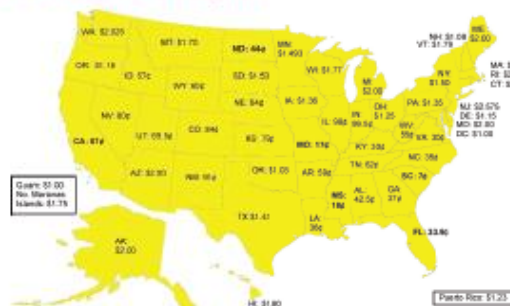 WA: $2.025
MT: $1.70
ND: 44¢
MN:
$1.493
OR: $1.18
ID: 57¢
WY: 60¢
SD: $1.53
WI: $1.77
MI:
$2.00
NH: $1.08
VT: $1.79
ME:
$2.00
NY:
$1.50
MA: $
RI: $2
CT: $
NV: 80¢
UT: 69.5¢
CA: 87¢
CO: 84¢
NE: 64¢
IA: $1.36
KS: 79¢
MO: 17¢
IL: 98¢
IN:
99.5¢
OH:
$1.25
PA: $1.35
WV:
55¢
NJ: $2.575
DE: $1.15
MD: $2.00
DC: $1.00
KY: 30¢
VA: 30¢
NC: 35¢
TN: 62¢
SC: 7¢
AZ: $2.00
NM: 91¢
OK: $1.03
AR: 59¢
MS:
18¢
AL:
42.5¢
GA:
37¢
TX: $1.41
LA:
36¢
FL: 33.9¢
Guam: $1.00
No. Marianas
Islands: $1.75
AK:
$2.00
HI: $1.80
Puerto Rico: $1.23